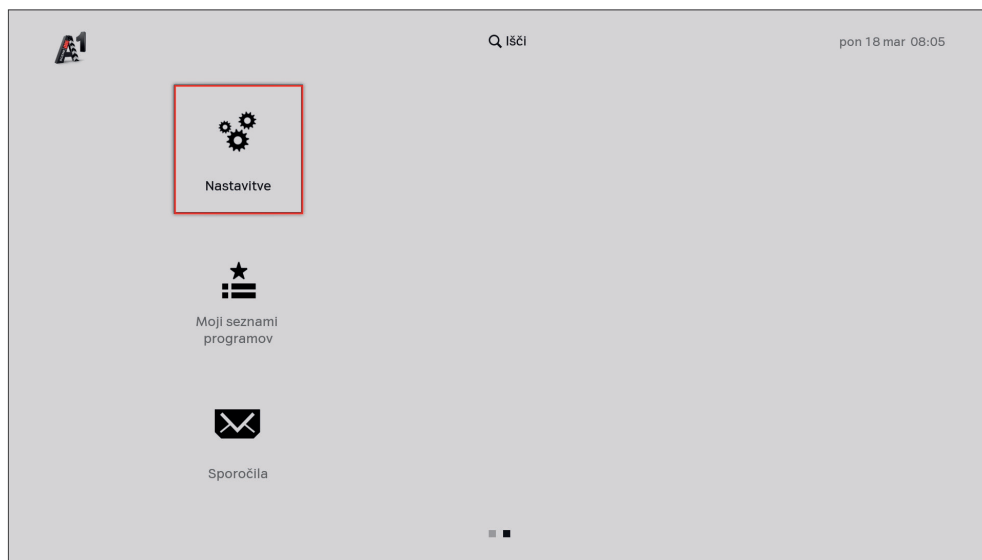 A1
Išči
pon 18 mar 08:05
Nastavitve
Moji seznami
programov
Sporočila